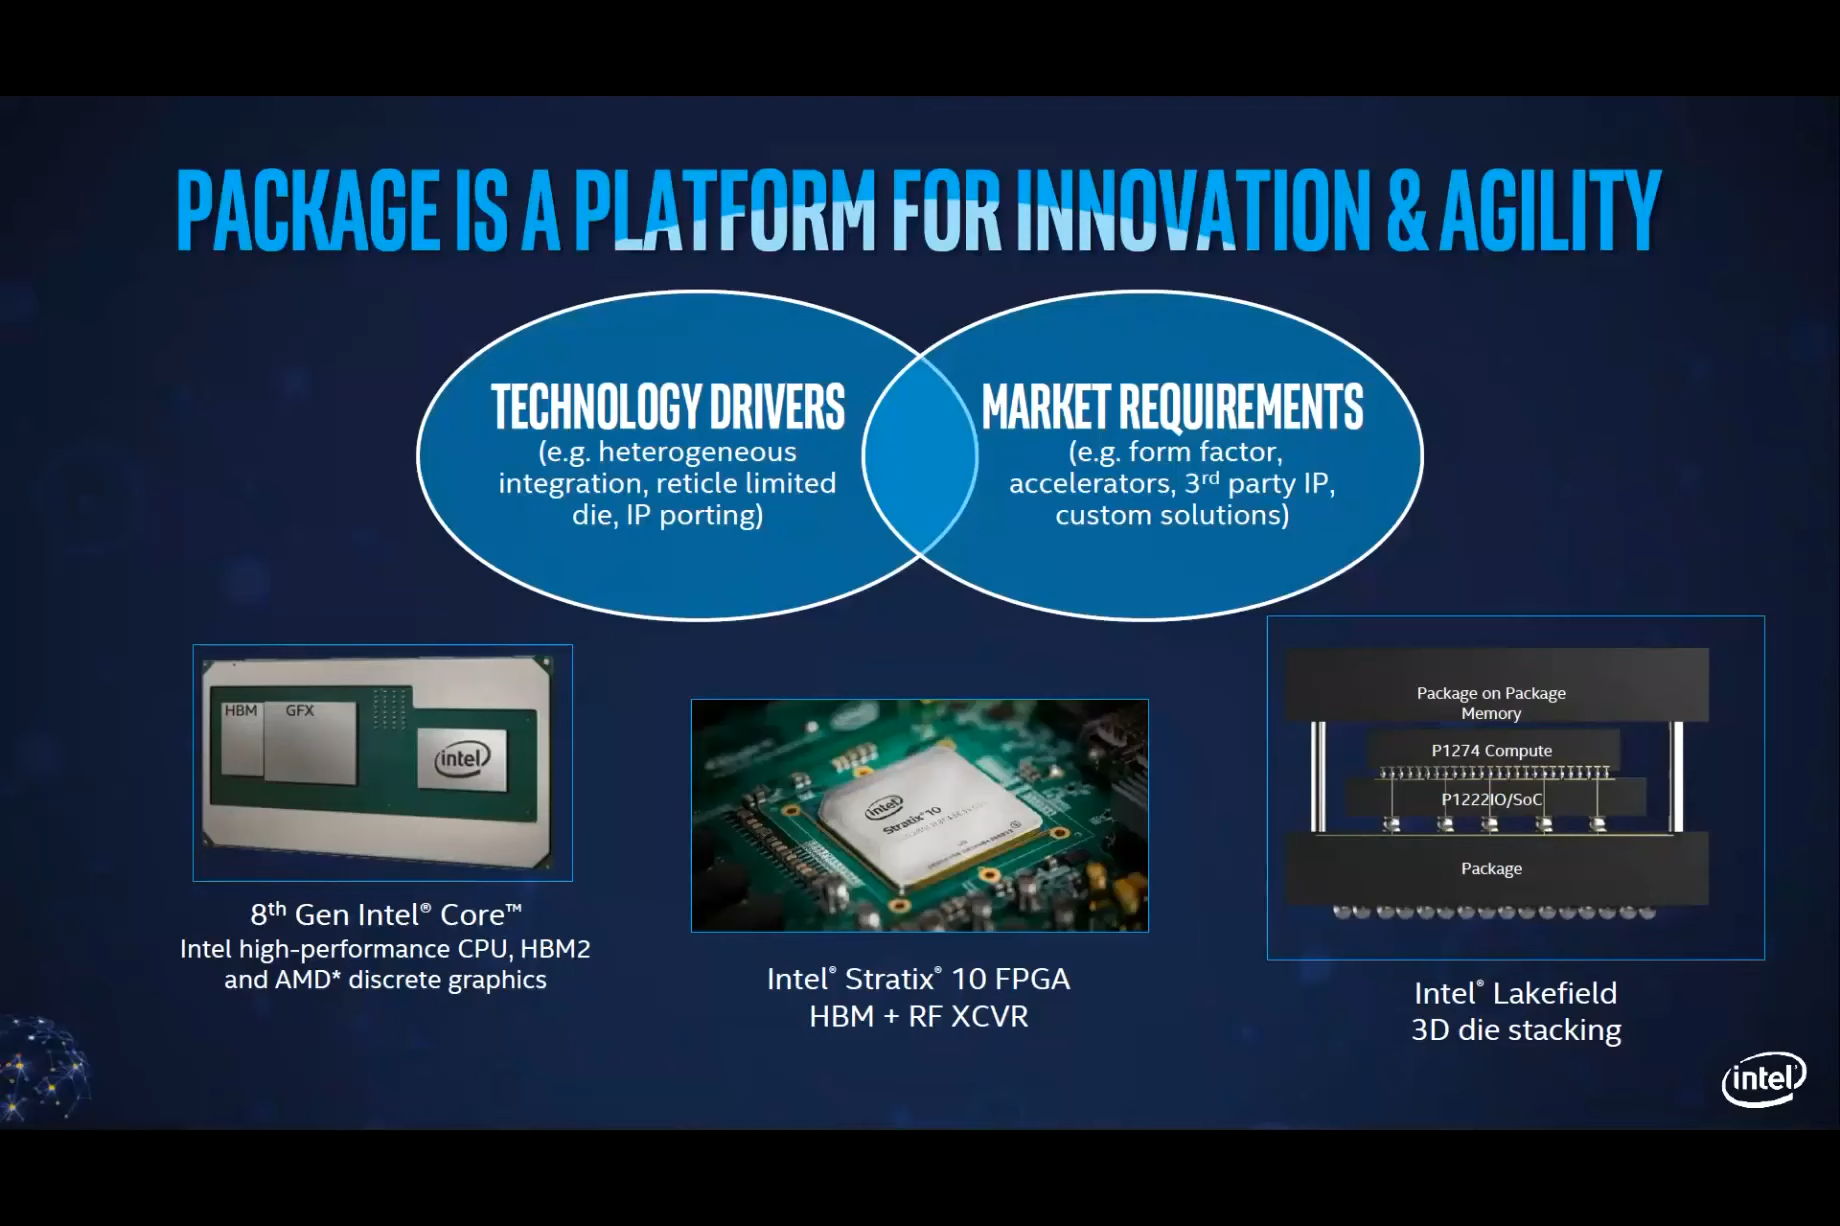 PACKAGE IS A PLATFORM FOR INNOVATION & AGILITY
TECHNOLOGY DRIVERS
(e.g. heterogeneous
integration, reticle limited
die, IP porting)
MARKET REQUIREMENTS
(e.g. form factor,
accelerators, 3rd party IP,
custom solutions)
HBM GFX
intel
8th Gen Intel® Core™
Intel high-performance CPU, HBM2
and AMD* discrete graphics
intel
Stratix® 10
Intel® Stratix® 10 FPGA
HBM + RF XCVR
Package on Package
Memory
P1274 Compute
P1222IO/SoC
Package
Intel® Lakefield
3D die stacking
intel